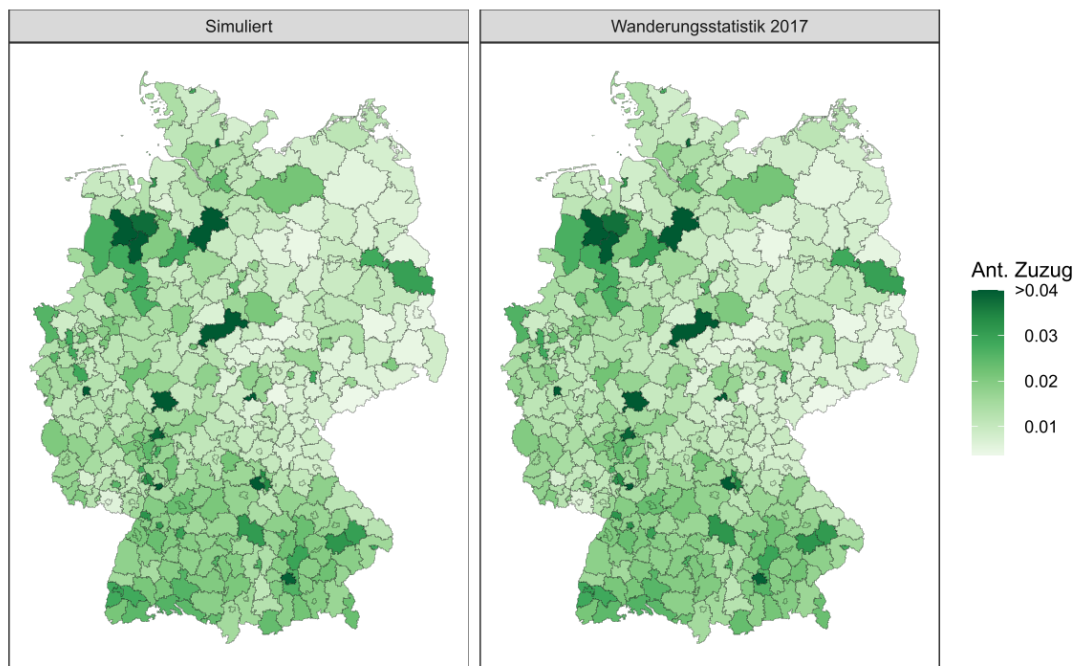 Simuliert
Wanderungsstatistik 2017
Ant. Zuzug
>0.04
0.03
0.02
0.01